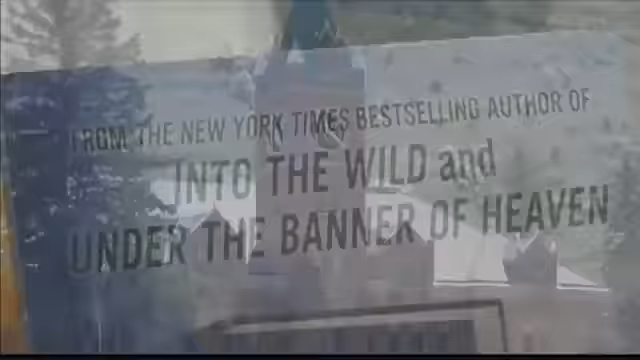 FROM THE NEW YORK TIMES BESTSELLING AUTHOR OF
INTO THE WILD and
UNDER THE BANNER OF HEAVEN